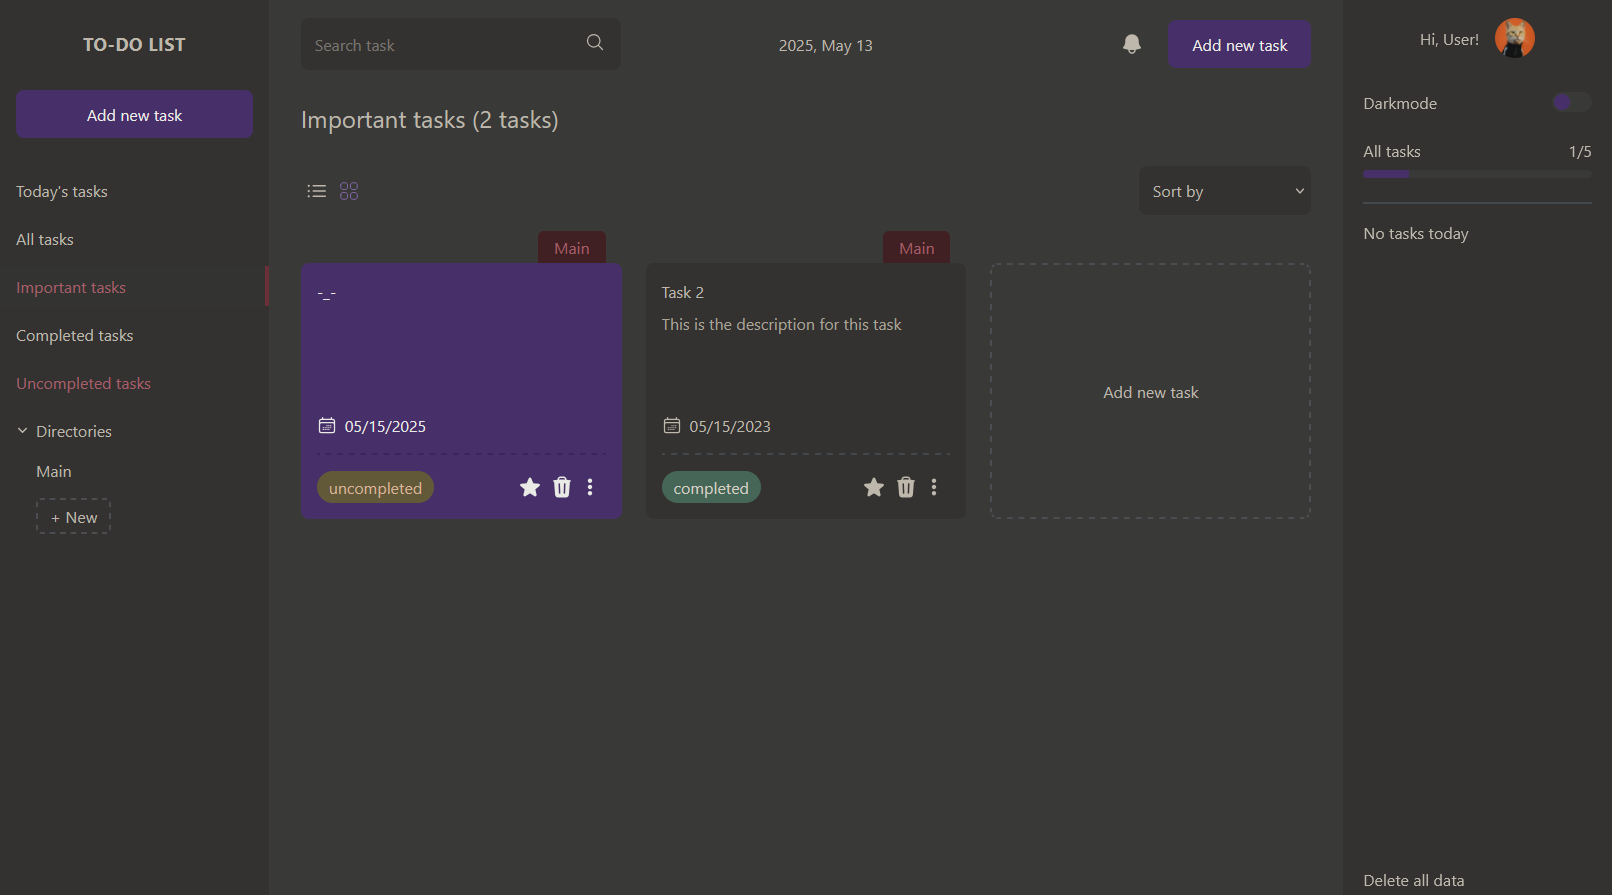 TO-DO LIST
Add new task
Today's tasks
All tasks
Important tasks
Completed tasks
Uncompleted tasks
Directories
Main
+ New
Search task
2025, May 13
Add new task
Important tasks (2 tasks)
Sort by
Main
-_-
05/15/2025
uncompleted
Main
Task 2
This is the description for this task
05/15/2023
completed
Add new task
Hi, User!
Darkmode
All tasks 1/5
No tasks today
Delete all data